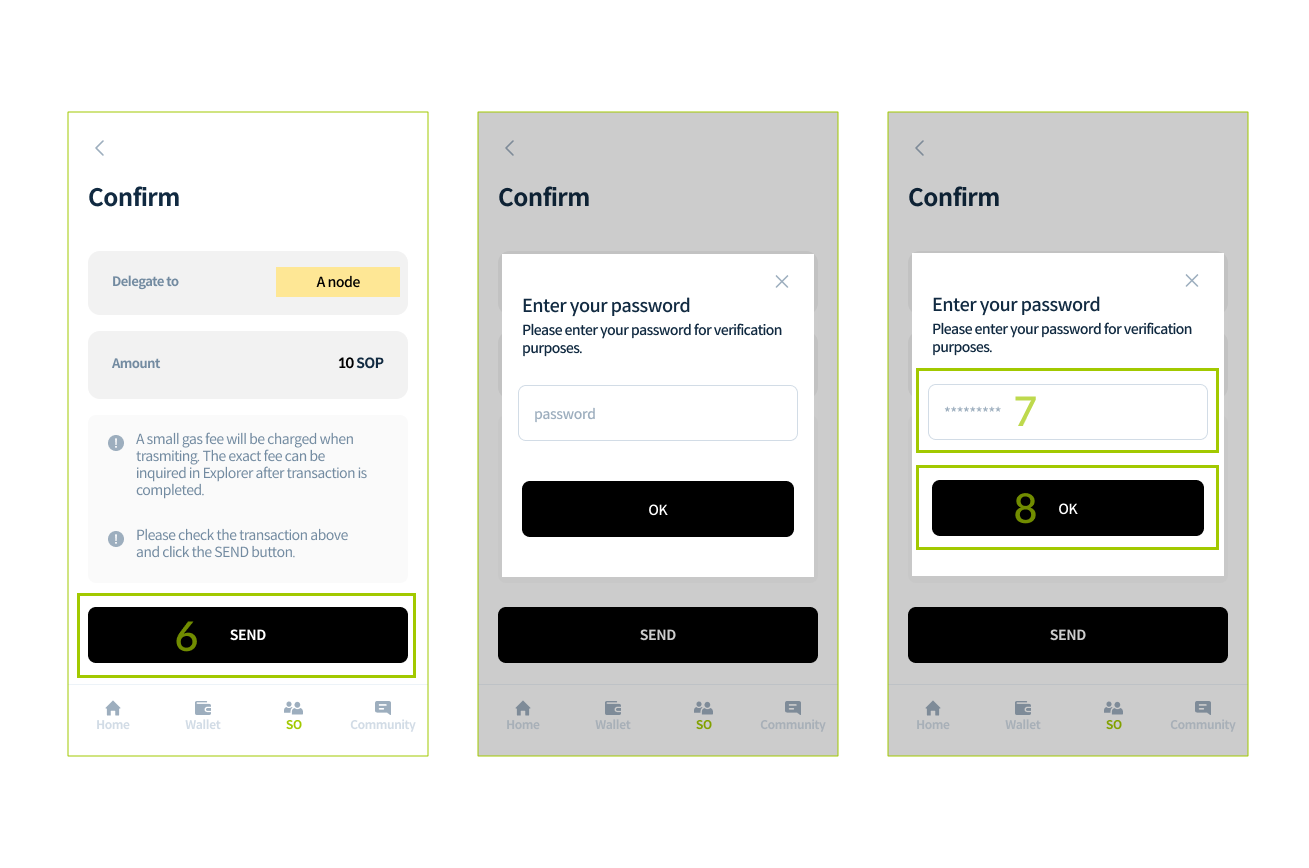 Confirm
Delegate to
A node
Amount
10 SOP
A small gas fee will be charged when
trasmiting. The exact fee can be
inquired in Explorer after transaction is
completed.
Please check the transaction above
and click the SEND button.
6
SEND
Home
Wallet
SO
Community
Confirm
Enter your password
Please enter your password for verification
purposes.
password
OK
SEND
Home
Wallet
SO
Community
Confirm
Enter your password
Please enter your password for verification
purposes.
*********
7
8
OK
SEND
Home
Wallet
SO
Community